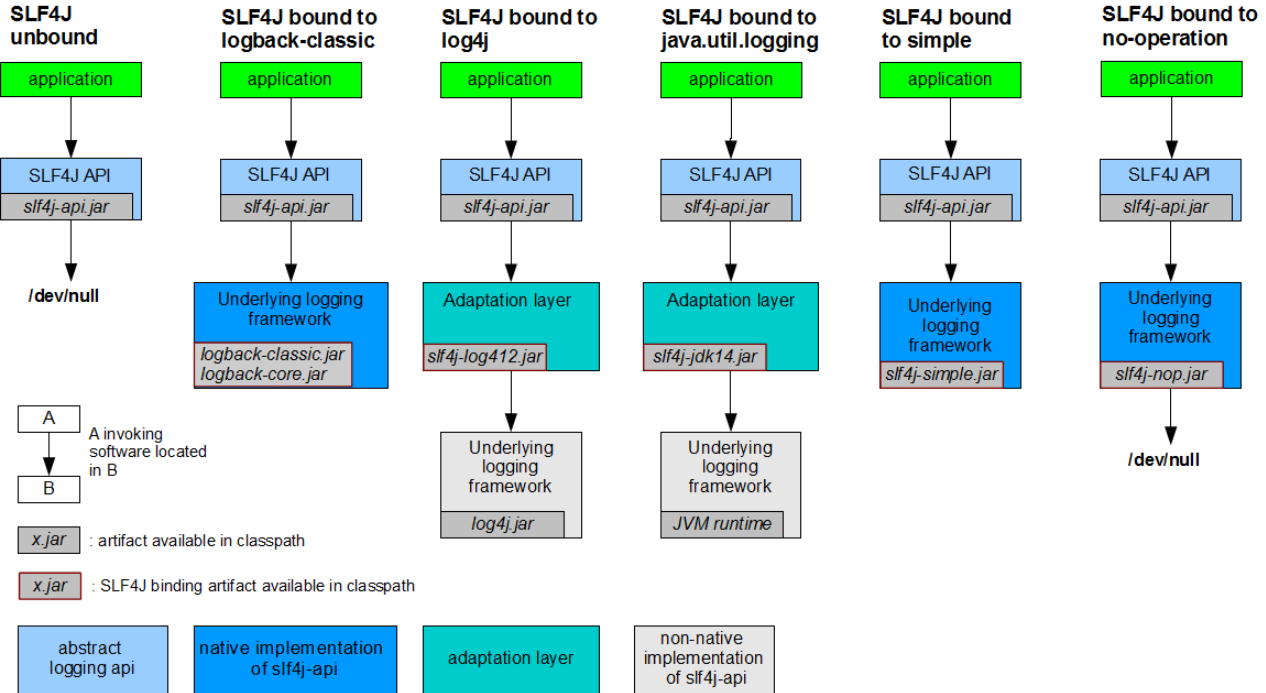 SLF4J
unbound
SLF4J bound to
logback-classic
SLF4J bound to
log4j
SLF4J bound to
java.util.logging
SLF4J bound
to simple
SLF4J bound to
no-operation
application
application
application
application
application
application
SLF4J API
slf4j-api.jar
SLF4J API
slf4j-api.jar
SLF4J API
slf4j-api.jar
SLF4J API
slf4j-api.jar
SLF4J API
slf4j-api.jar
SLF4J API
slf4j-api.jar
/dev/null
Underlying logging
framework
logback-classic.jar
logback-core.jar
Adaptation layer
slf4j-log412.jar
Adaptation layer
slf4j-jdk14.jar
Underlying
logging
framework
slf4j-simple.jar
Underlying
logging
framework
slf4j-nop.jar
Underlying
logging
framework
log4j.jar
Underlying
logging
framework
JVM runtime
/dev/null
A
A invoking
software located
in B
B
x.jar : artifact available in classpath
x.jar : SLF4J binding artifact available in classpath
abstract
logging api
native implementation
of slf4j-api
adaptation layer
non-native
implementation
of slf4j-api